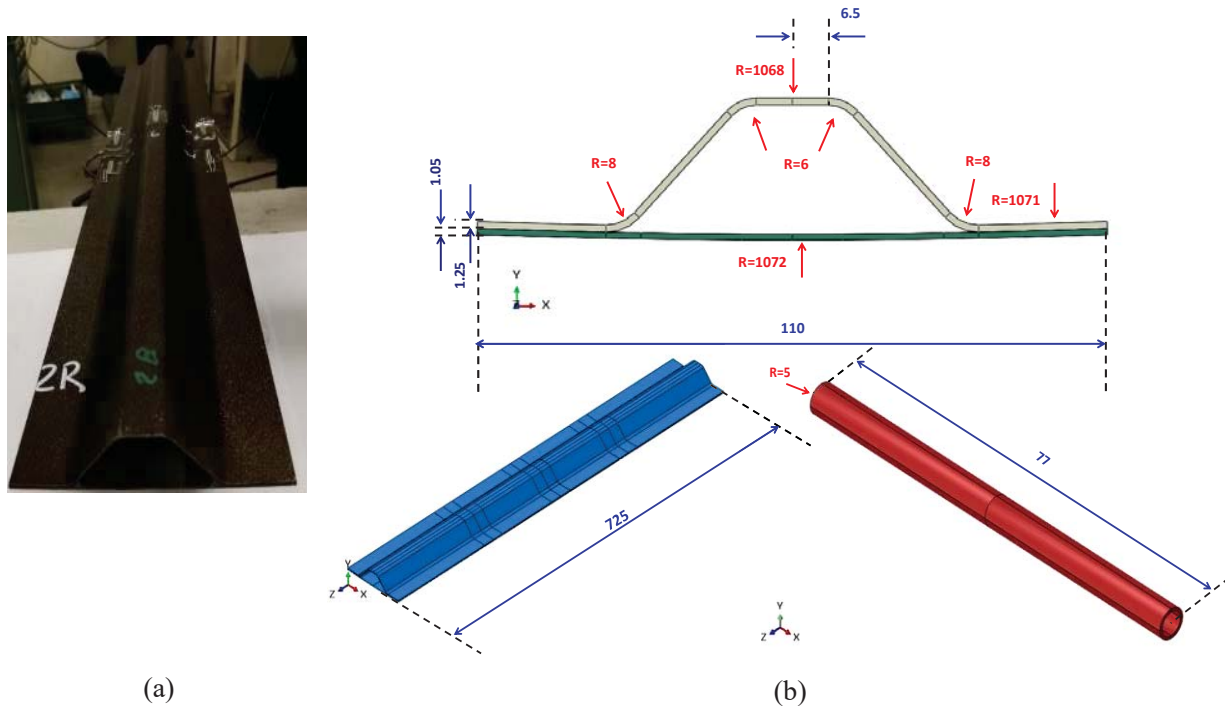 6.5
R=1068
R=6
R=8
R=8
R=1071
1.05
1.25
R=1072
Y
Z X
110
2R
2B
R=5
77
725
Y
Z X
Y
Z X
(a)
(b)